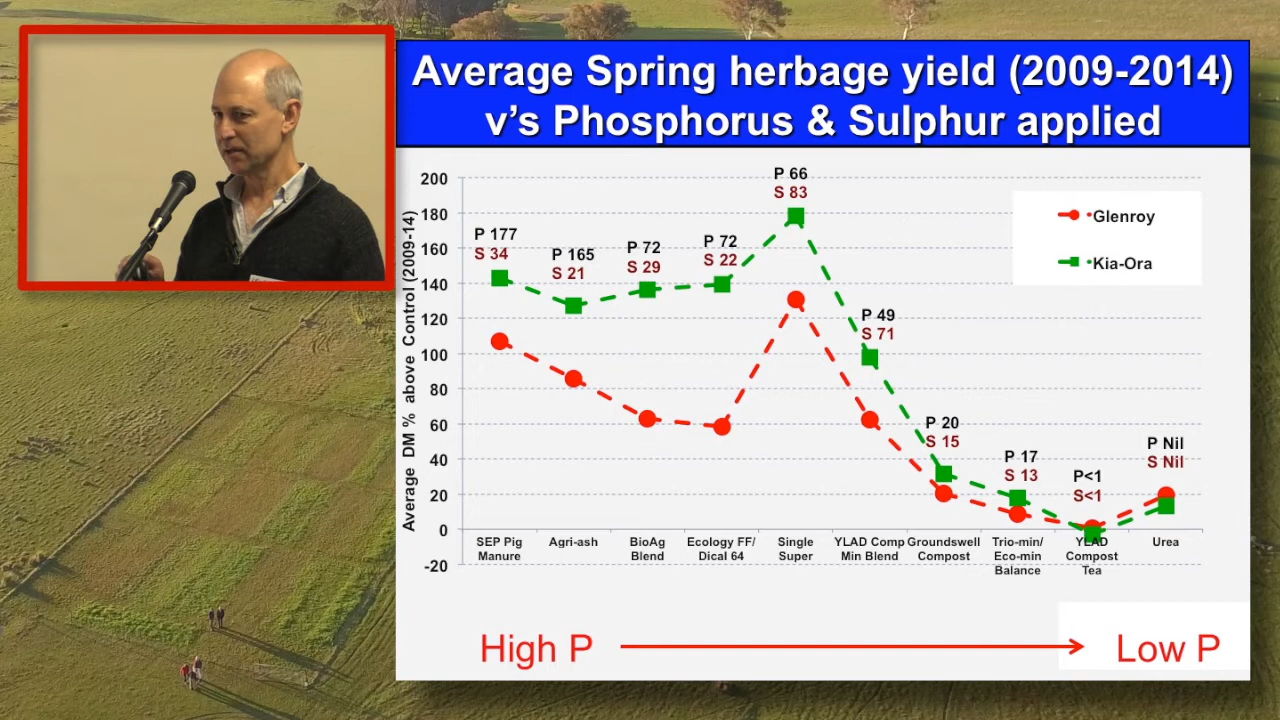 Average Spring herbage yield (2009-2014)
v’s Phosphorus & Sulphur applied
Average DM % above Control (2009-14)
200
180
160
140
120
100
80
60
40
20
0
-20
P 177
S 34
P 165
S 21
P 72
S 29
P 72
S 22
P 66
S 83
P 49
S 71
P 20
S 15
P 17
S 13
P<1
S<1
P Nil
S Nil
Glenroy
Kia-Ora
SEP Pig
Manure
Agri-ash
BioAg
Blend
Ecology FF/
Dical 64
Single
Super
YLAD Comp
Min Blend
Groundswell
Compost
Trio-min/
Eco-min
Balance
YLAD
Compost
Tea
Urea
High P
Low P